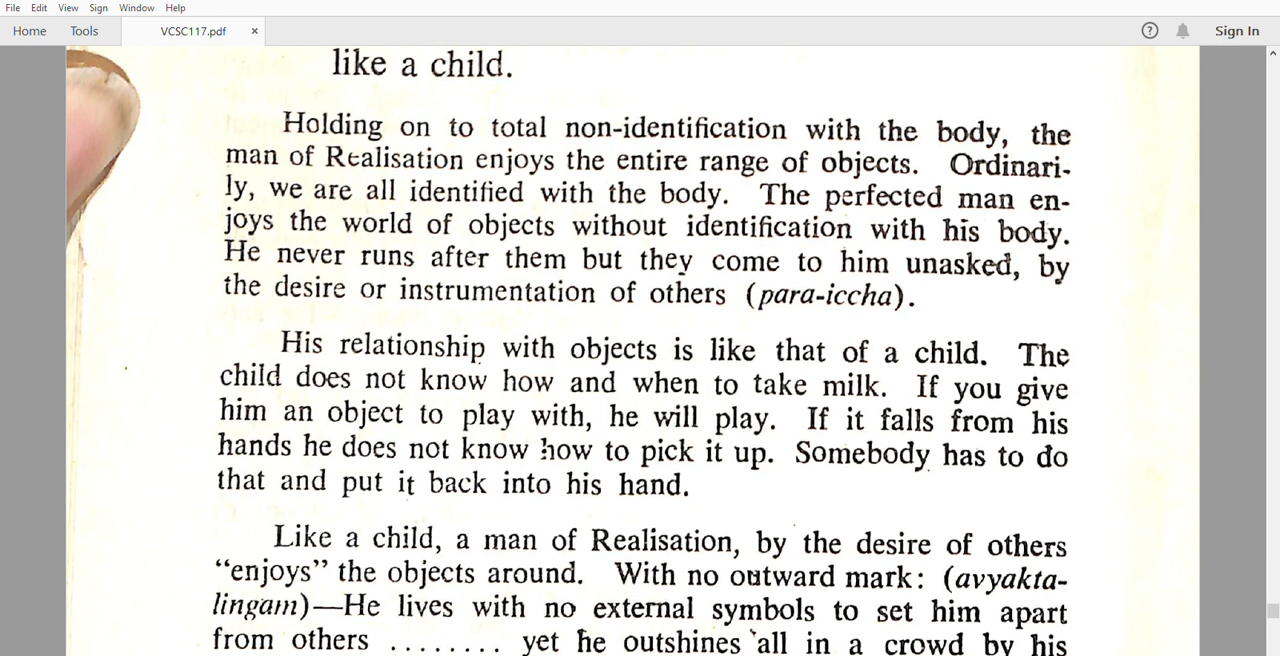 File Edit View Sign Window Help
Home Tools VCSC117.pdf × ? Sign In
like a child.
Holding on to total non-identification with the body, the
man of Realisation enjoys the entire range of objects. Ordinari-
ly, we are all identified with the body. The perfected man en-
joys the world of objects without identification with his body.
He never runs after them but they come to him unasked, by
the desire or instrumentation of others (para-iccha).
His relationship with objects is like that of a child. The
child does not know how and when to take milk. If you give
him an object to play with, he will play. If it falls from his
hands he does not know how to pick it up. Somebody has to do
that and put it back into his hand.
Like a child, a man of Realisation, by the desire of others
“enjoys” the objects around. With no outward mark: (avyakta-
lingam)—He lives with no external symbols to set him apart
from others ........ yet he outshines all in a crowd by his